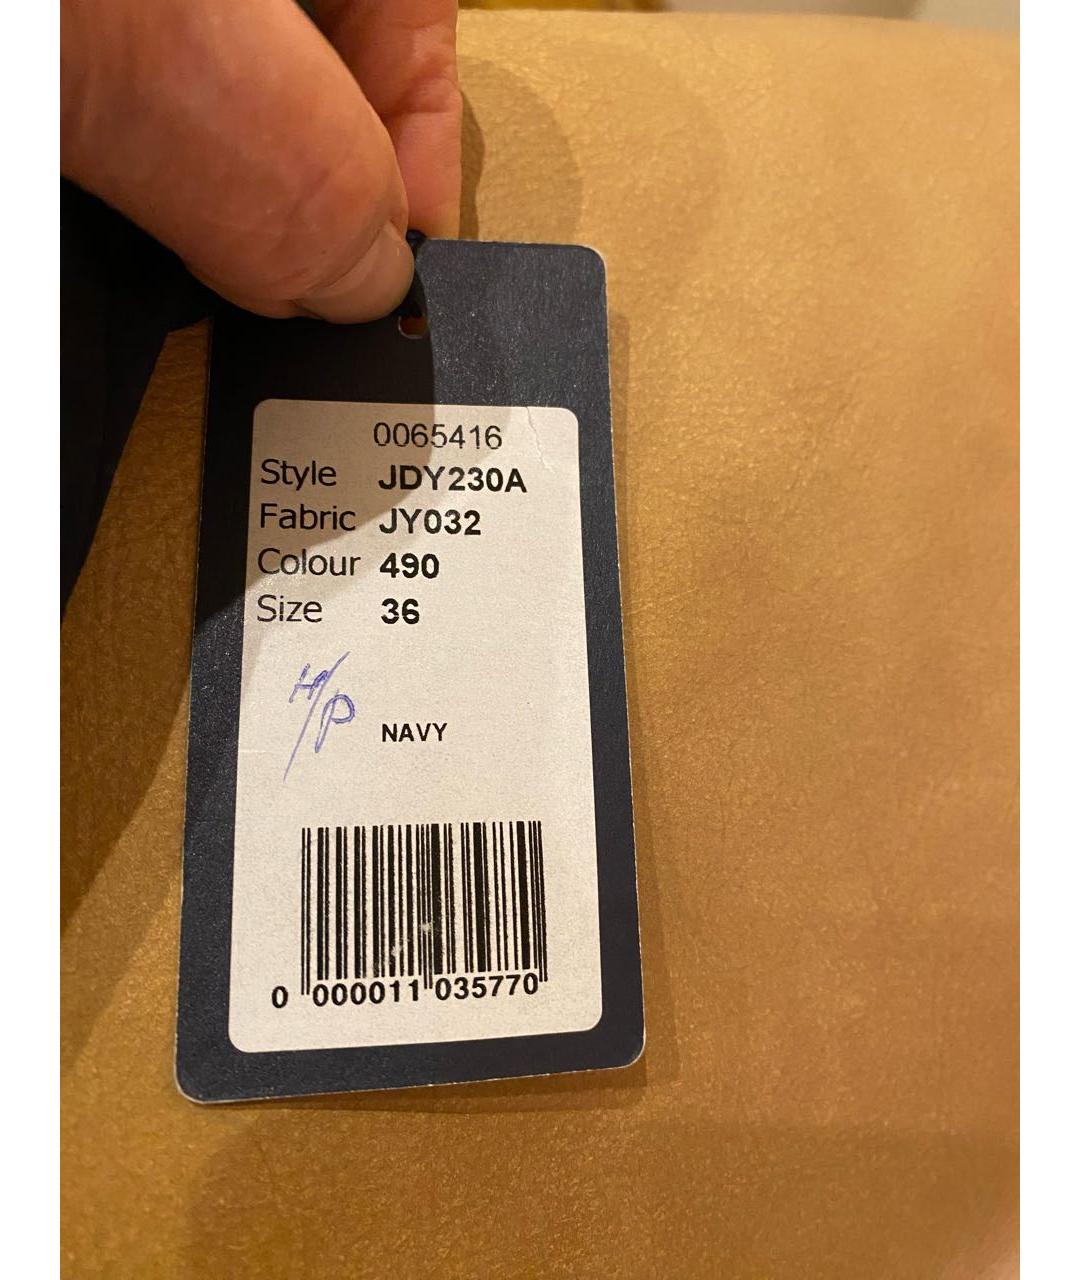 0065416
Style JDY230A
Fabric JY032
Colour 490
Size 36
н/р
NAVY
0 000011 035770